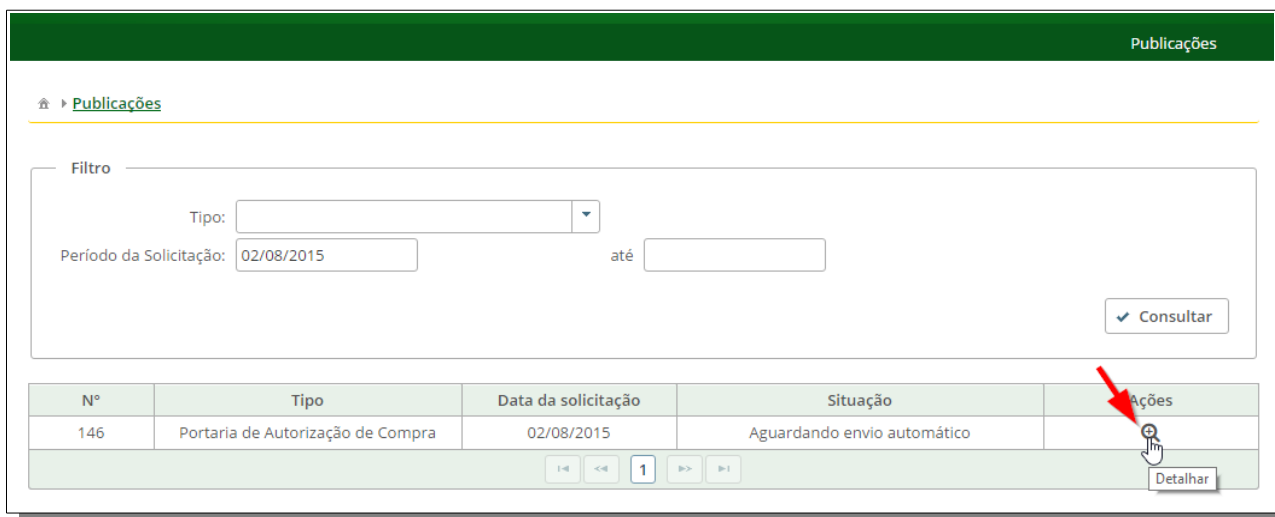 Publicações
Publicações
Filtro
Tipo:
Período da Solicitação: 02/08/2015 até
Consultar
N° Tipo Data da solicitação Situação Ações
146 Portaria de Autorização de Compra 02/08/2015 Aguardando envio automático
1
Detalhar